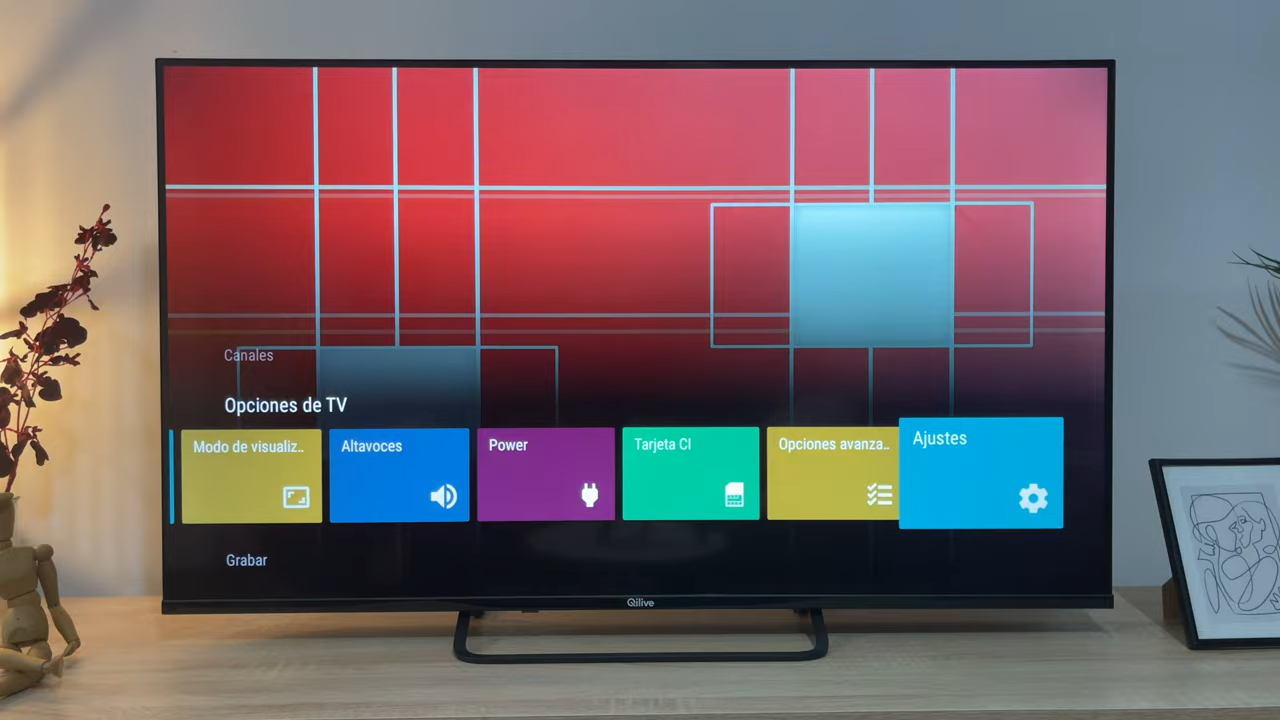 Canales
Opciones de TV
Modo de visualiz..
Altavoces
Power
Tarjeta CI
Opciones avanza..
Ajustes
Grabar
Qilive